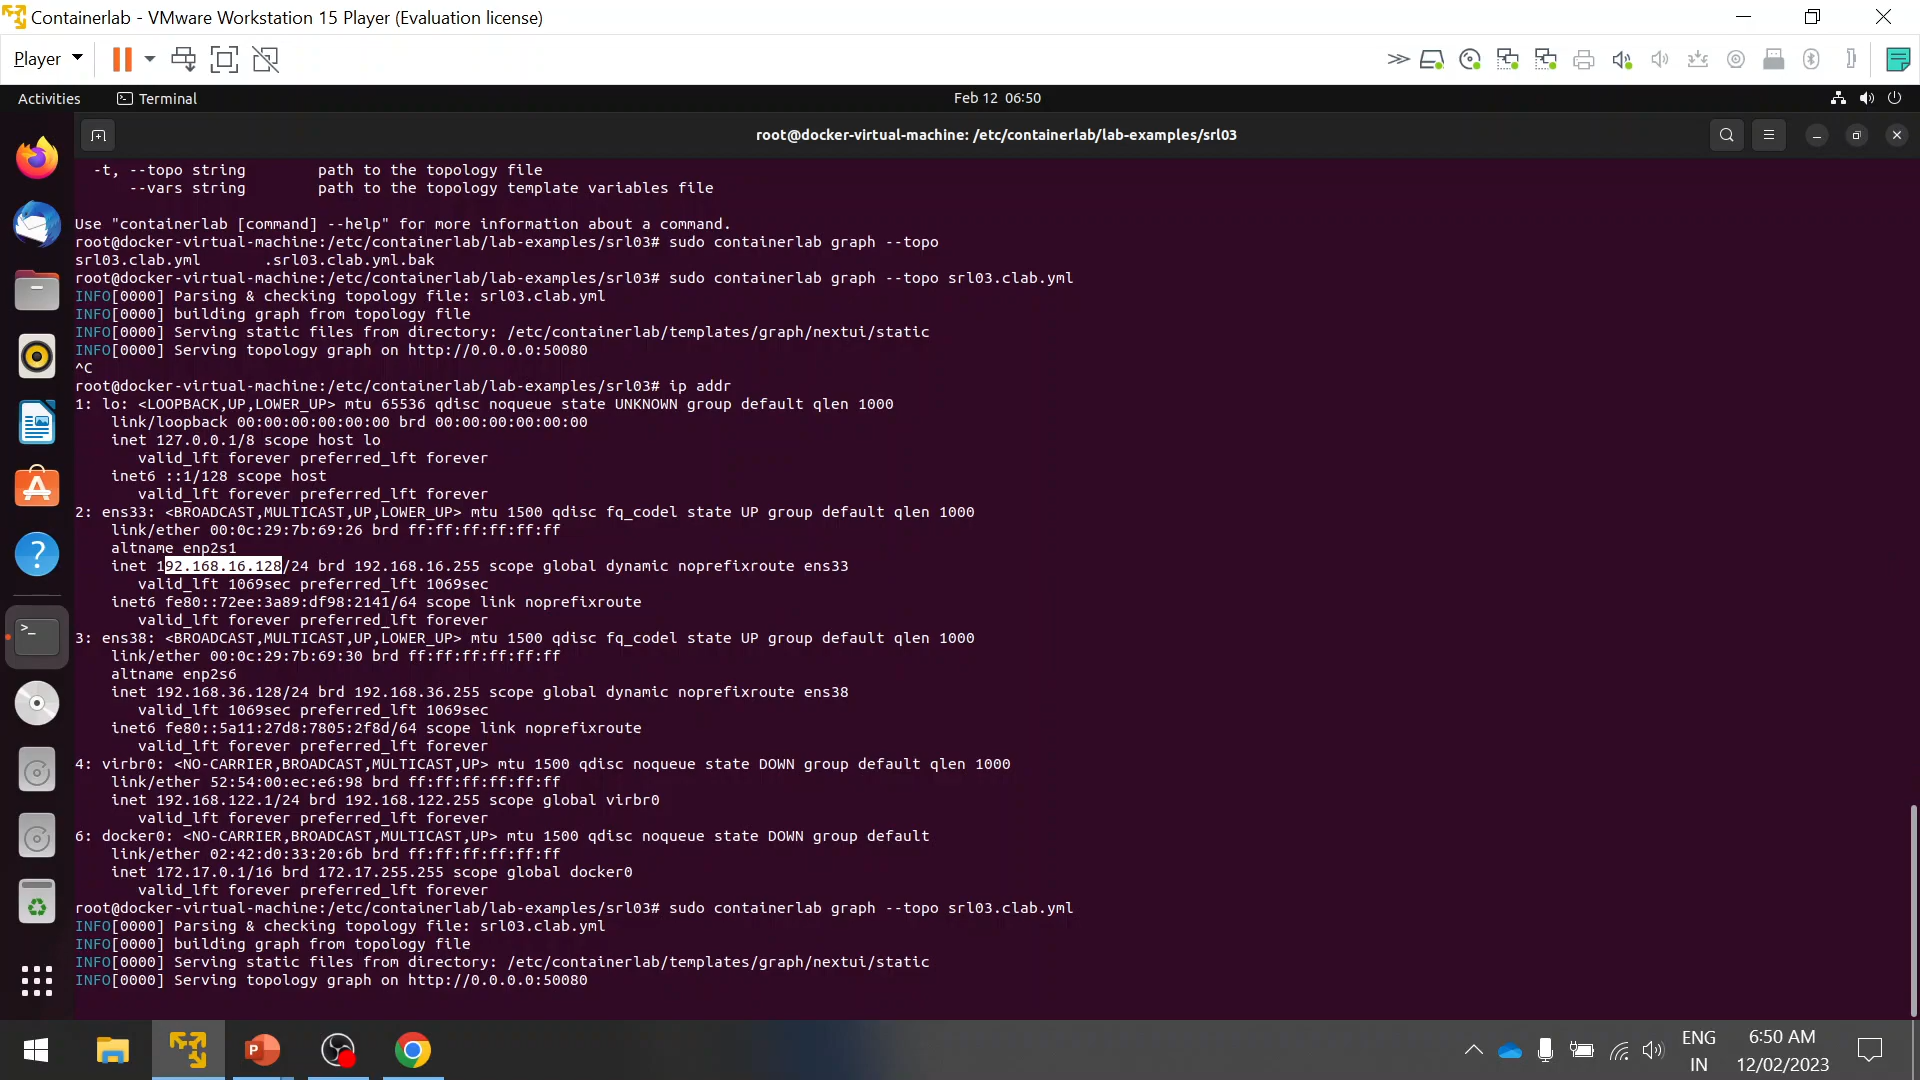 Containerlab - VMware Workstation 15 Player (Evaluation license)
Player
Activities
Terminal
Feb 12 06:50
root@docker-virtual-machine: /etc/containerlab/lab-examples/srl03
-t, --topo string        path to the topology file
--vars string        path to the topology template variables file
Use "containerlab [command] --help" for more information about a command.
root@docker-virtual-machine:/etc/containerlab/lab-examples/srl03# sudo containerlab graph --topo
srl03.clab.yml       .srl03.clab.yml.bak
root@docker-virtual-machine:/etc/containerlab/lab-examples/srl03# sudo containerlab graph --topo srl03.clab.yml
INFO[0000] Parsing & checking topology file: srl03.clab.yml
INFO[0000] building graph from topology file
INFO[0000] Serving static files from directory: /etc/containerlab/templates/graph/nextui/static
INFO[0000] Serving topology graph on http://0.0.0.0:50080
^C
root@docker-virtual-machine:/etc/containerlab/lab-examples/srl03# ip addr
1: lo: <LOOPBACK,UP,LOWER_UP> mtu 65536 qdisc noqueue state UNKNOWN group default qlen 1000
link/loopback 00:00:00:00:00:00 brd 00:00:00:00:00:00
inet 127.0.0.1/8 scope host lo
valid_lft forever preferred_lft forever
inet6 ::1/128 scope host
valid_lft forever preferred_lft forever
2: ens33: <BROADCAST,MULTICAST,UP,LOWER_UP> mtu 1500 qdisc fq_codel state UP group default qlen 1000
link/ether 00:0c:29:7b:69:26 brd ff:ff:ff:ff:ff:ff
altname enp2s1
inet 192.168.16.128/24 brd 192.168.16.255 scope global dynamic noprefixroute ens33
valid_lft 1069sec preferred_lft 1069sec
inet6 fe80::72ee:3a89:df98:2141/64 scope link noprefixroute
valid_lft forever preferred_lft forever
3: ens38: <BROADCAST,MULTICAST,UP,LOWER_UP> mtu 1500 qdisc fq_codel state UP group default qlen 1000
link/ether 00:0c:29:7b:69:30 brd ff:ff:ff:ff:ff:ff
altname enp2s6
inet 192.168.36.128/24 brd 192.168.36.255 scope global dynamic noprefixroute ens38
valid_lft 1069sec preferred_lft 1069sec
inet6 fe80::5a11:27d8:7805:2f8d/64 scope link noprefixroute
valid_lft forever preferred_lft forever
4: virbr0: <NO-CARRIER,BROADCAST,MULTICAST,UP> mtu 1500 qdisc noqueue state DOWN group default qlen 1000
link/ether 52:54:00:ec:e6:98 brd ff:ff:ff:ff:ff:ff
inet 192.168.122.1/24 brd 192.168.122.255 scope global virbr0
valid_lft forever preferred_lft forever
6: docker0: <NO-CARRIER,BROADCAST,MULTICAST,UP> mtu 1500 qdisc noqueue state DOWN group default
link/ether 02:42:d0:33:20:6b brd ff:ff:ff:ff:ff:ff
inet 172.17.0.1/16 brd 172.17.255.255 scope global docker0
valid_lft forever preferred_lft forever
root@docker-virtual-machine:/etc/containerlab/lab-examples/srl03# sudo containerlab graph --topo srl03.clab.yml
INFO[0000] Parsing & checking topology file: srl03.clab.yml
INFO[0000] building graph from topology file
INFO[0000] Serving static files from directory: /etc/containerlab/templates/graph/nextui/static
INFO[0000] Serving topology graph on http://0.0.0.0:50080
ENG
IN
6:50 AM
12/02/2023